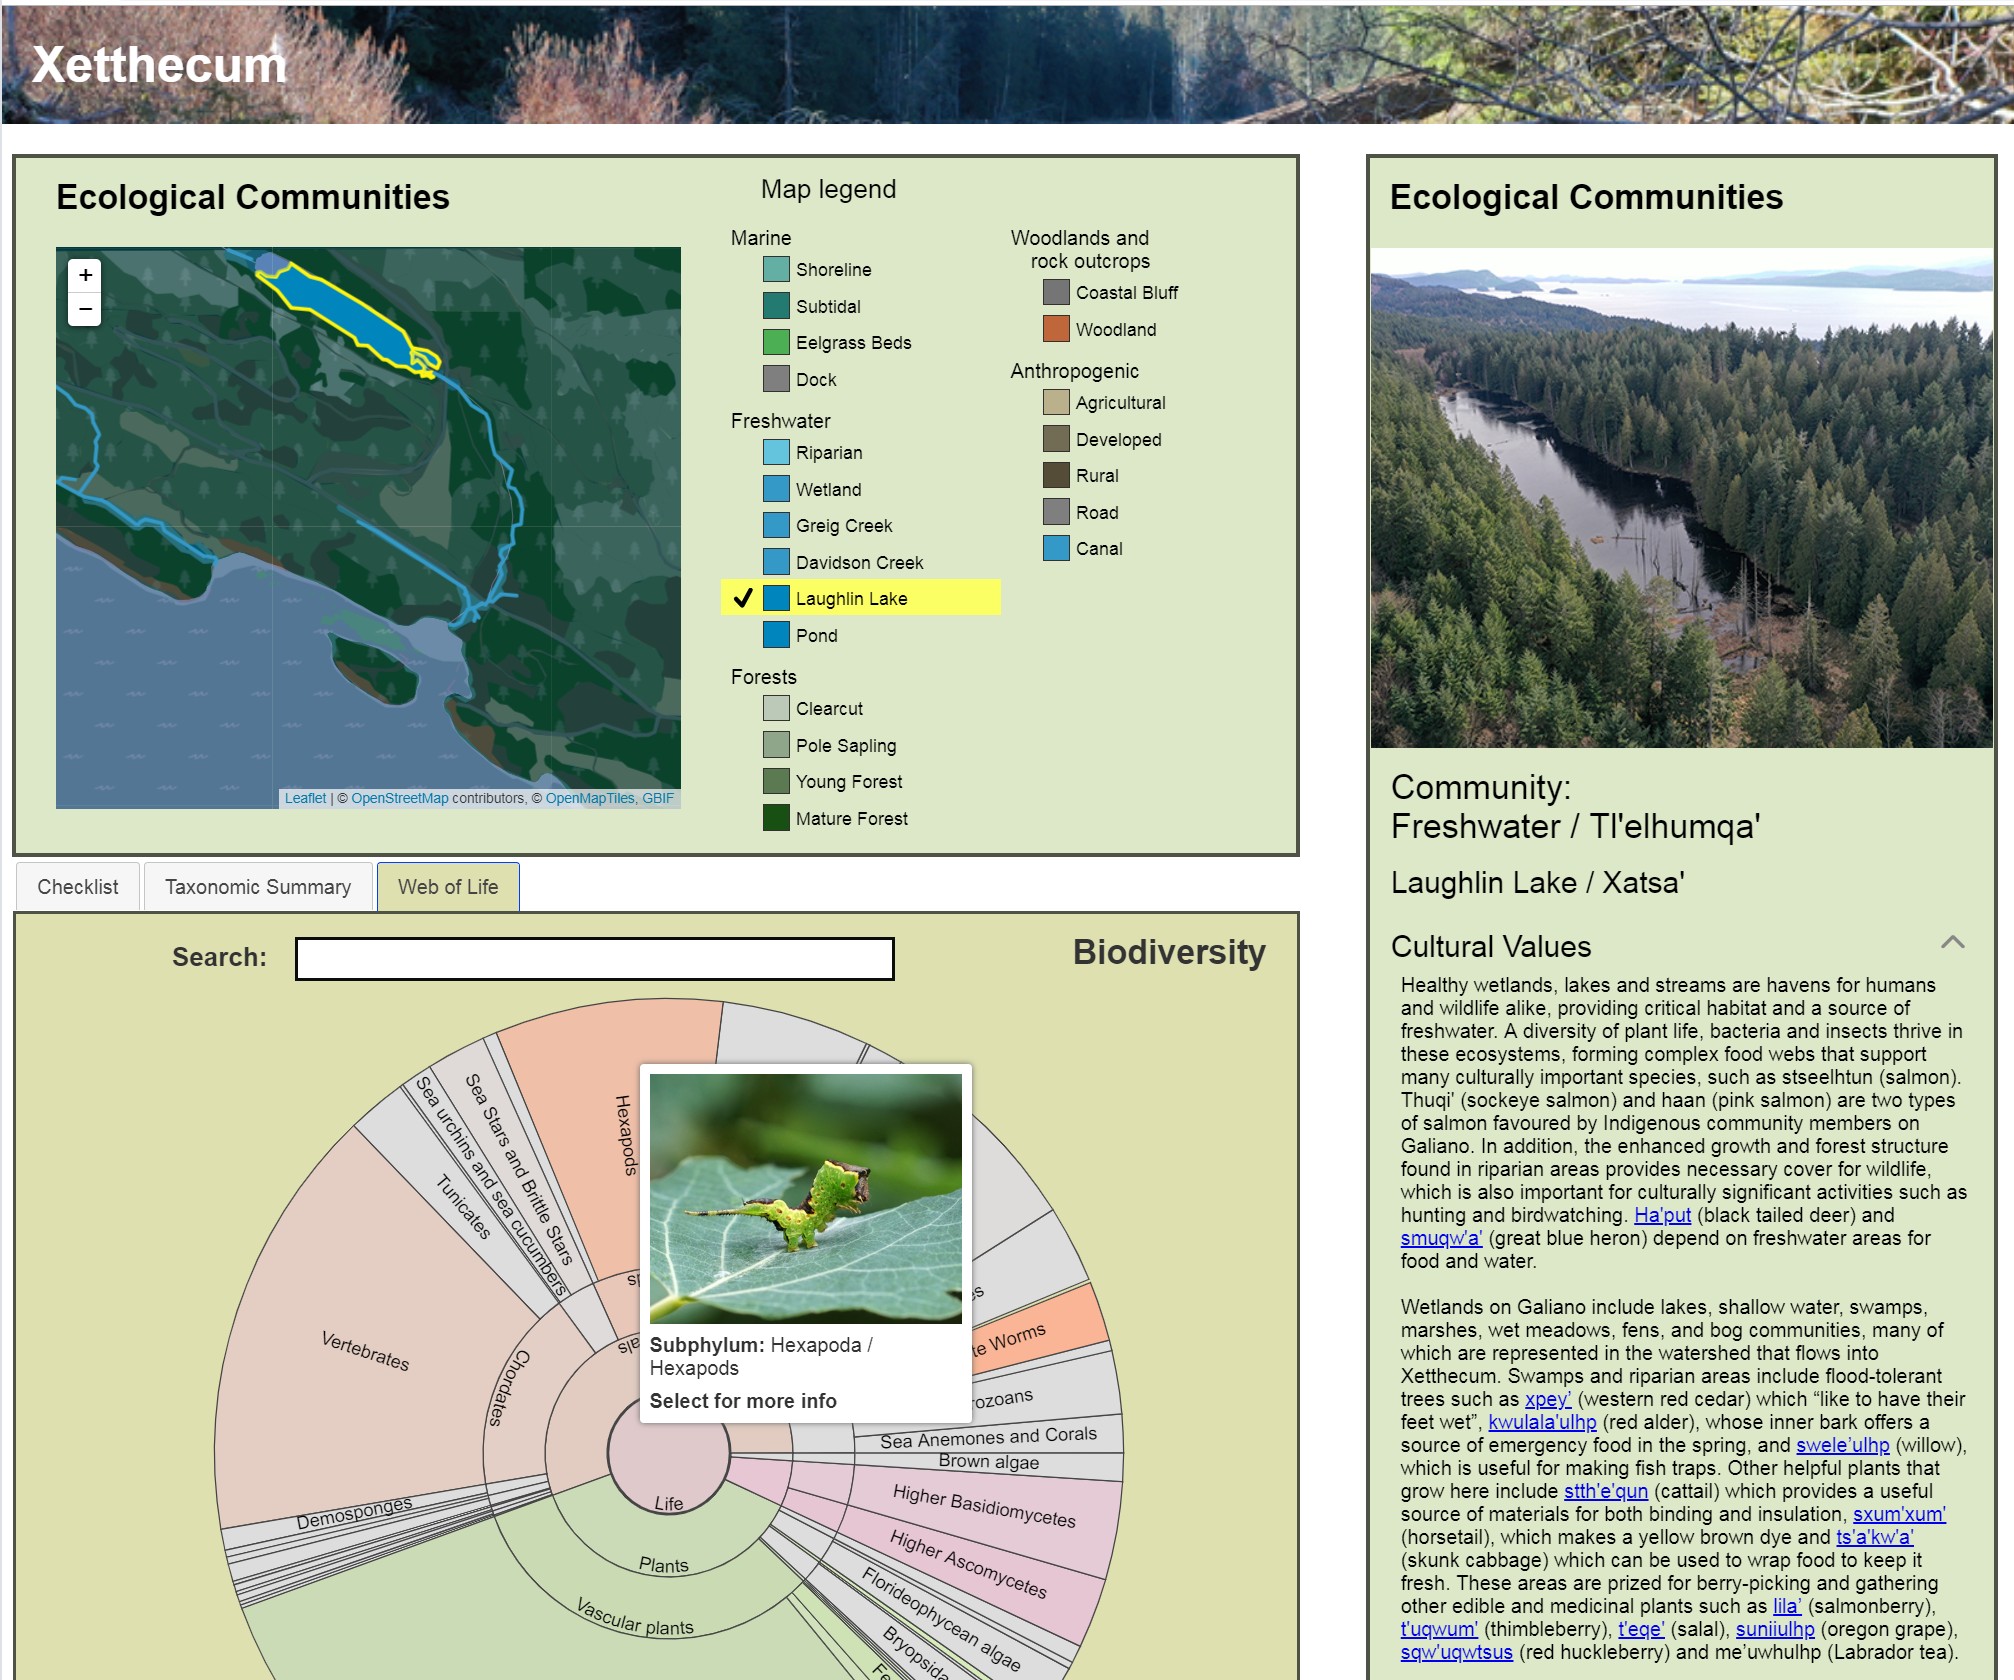 Xetthecum
Ecological Communities
+
−
Leaflet | © OpenStreetMap contributors, © OpenMapTiles, GBIF
Map legend
Marine
Shoreline
Subtidal
Eelgrass Beds
Dock
Freshwater
Riparian
Wetland
Greig Creek
Davidson Creek
✓ Laughlin Lake
Pond
Forests
Clearcut
Pole Sapling
Young Forest
Mature Forest
Woodlands and
rock outcrops
Coastal Bluff
Woodland
Anthropogenic
Agricultural
Developed
Rural
Road
Canal
Checklist
Taxonomic Summary
Web of Life
Search:
Biodiversity
Hexapods
Sea Stars and Brittle Stars
Sea urchins and sea cucumbers
Tunicates
Vertebrates
Chordates
Demosponges
Life
Plants
Vascular plants
te Worms
ozoans
Sea Anemones and Corals
Brown algae
Higher Basidiomycetes
Higher Ascomycetes
Florideophycean algae
Bryopsida
Subphylum: Hexapoda /
Hexapods
Select for more info
Ecological Communities
Community:
Freshwater / Tl'elhumqa'
Laughlin Lake / Xatsa'
Cultural Values
Healthy wetlands, lakes and streams are havens for humans
and wildlife alike, providing critical habitat and a source of
freshwater. A diversity of plant life, bacteria and insects thrive in
these ecosystems, forming complex food webs that support
many culturally important species, such as stseelhtun (salmon).
Thuqi' (sockeye salmon) and haan (pink salmon) are two types
of salmon favoured by Indigenous community members on
Galiano. In addition, the enhanced growth and forest structure
found in riparian areas provides necessary cover for wildlife,
which is also important for culturally significant activities such as
hunting and birdwatching. Ha'put (black tailed deer) and
smuqw'a' (great blue heron) depend on freshwater areas for
food and water.
Wetlands on Galiano include lakes, shallow water, swamps,
marshes, wet meadows, fens, and bog communities, many of
which are represented in the watershed that flows into
Xetthecum. Swamps and riparian areas include flood-tolerant
trees such as xpey’ (western red cedar) which “like to have their
feet wet”, kwulala'ulhp (red alder), whose inner bark offers a
source of emergency food in the spring, and swele’ulhp (willow),
which is useful for making fish traps. Other helpful plants that
grow here include stth'e'qun (cattail) which provides a useful
source of materials for both binding and insulation, sxum'xum'
(horsetail), which makes a yellow brown dye and ts'a'kw'a'
(skunk cabbage) which can be used to wrap food to keep it
fresh. These areas are prized for berry-picking and gathering
other edible and medicinal plants such as lila’ (salmonberry),
t'uqwum' (thimbleberry), t'eqe' (salal), suniiulhp (oregon grape),
sqw'uqwtsus (red huckleberry) and me’uwhulhp (Labrador tea).